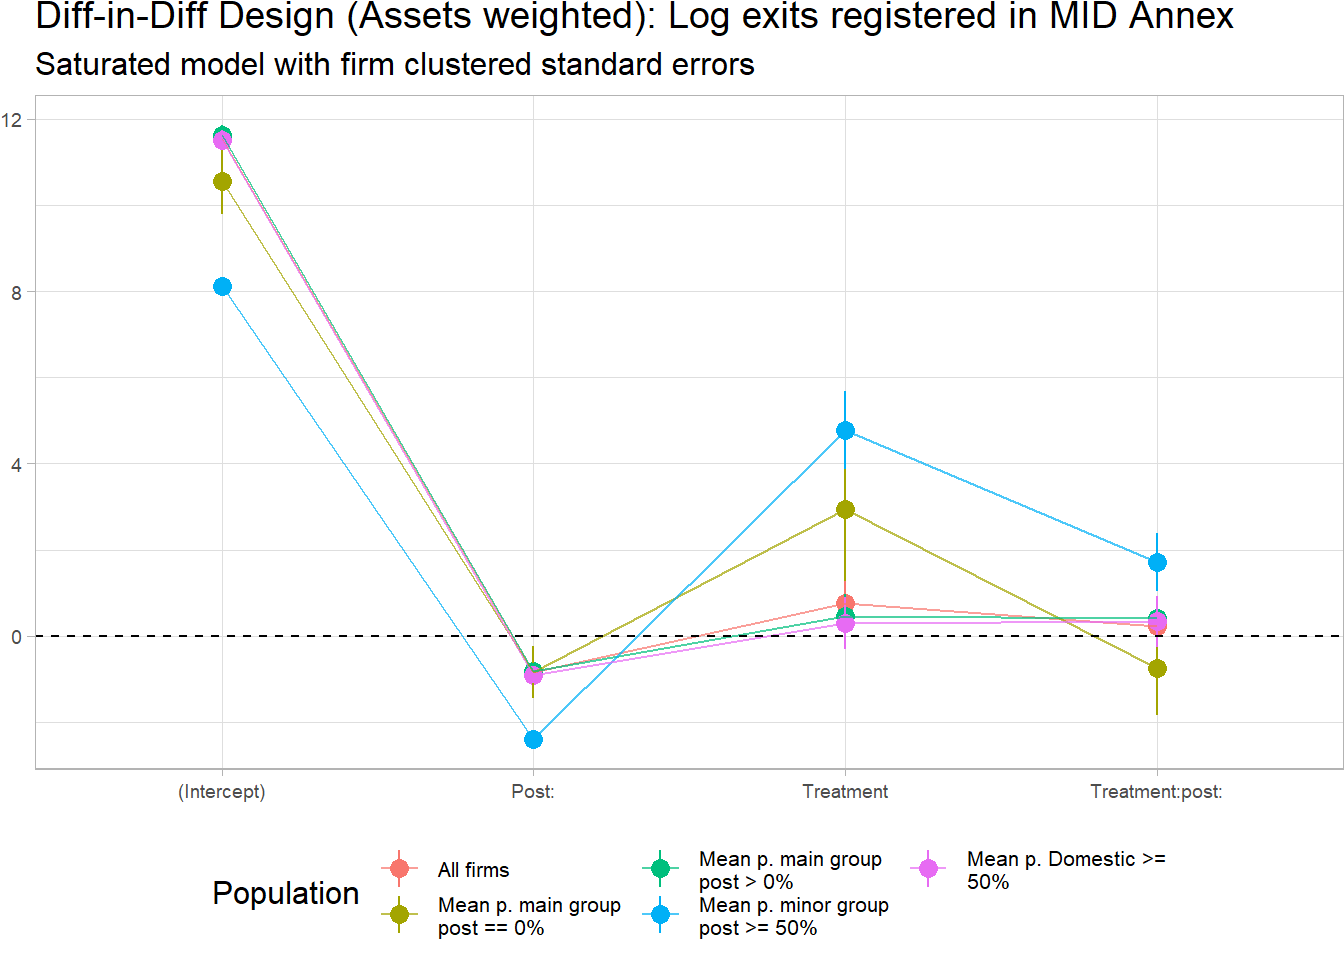 Diff-in-Diff Design (Assets weighted): Log exits registered in MID Annex
Saturated model with firm clustered standard errors
12
8
4
0
(Intercept)
Post:
Treatment
Treatment:post:
Population
All firms
Mean p. main group
post == 0%
Mean p. main group
post > 0%
Mean p. minor group
post >= 50%
Mean p. Domestic >=
50%